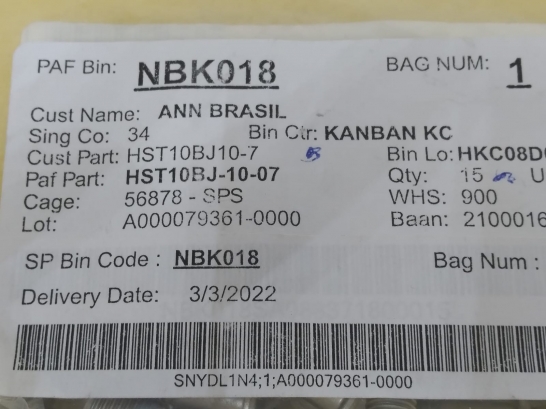 PAF Bin: NBK018 BAG NUM: 1
Cust Name: ANN BRASIL
Sing Co: 34 Bin Ctr: KANBAN KC
Cust Part: HST10BJ10-7 Bin Lo: HKC08D
Paf Part: HST10BJ-10-07 Qty: 15 U
Cage: 56878 - SPS WHS: 900
Lot: A000079361-0000 Baan: 2100016
SP Bin Code : NBK018 Bag Num :
Delivery Date: 3/3/2022
SNYDL1N4;1;A000079361-0000